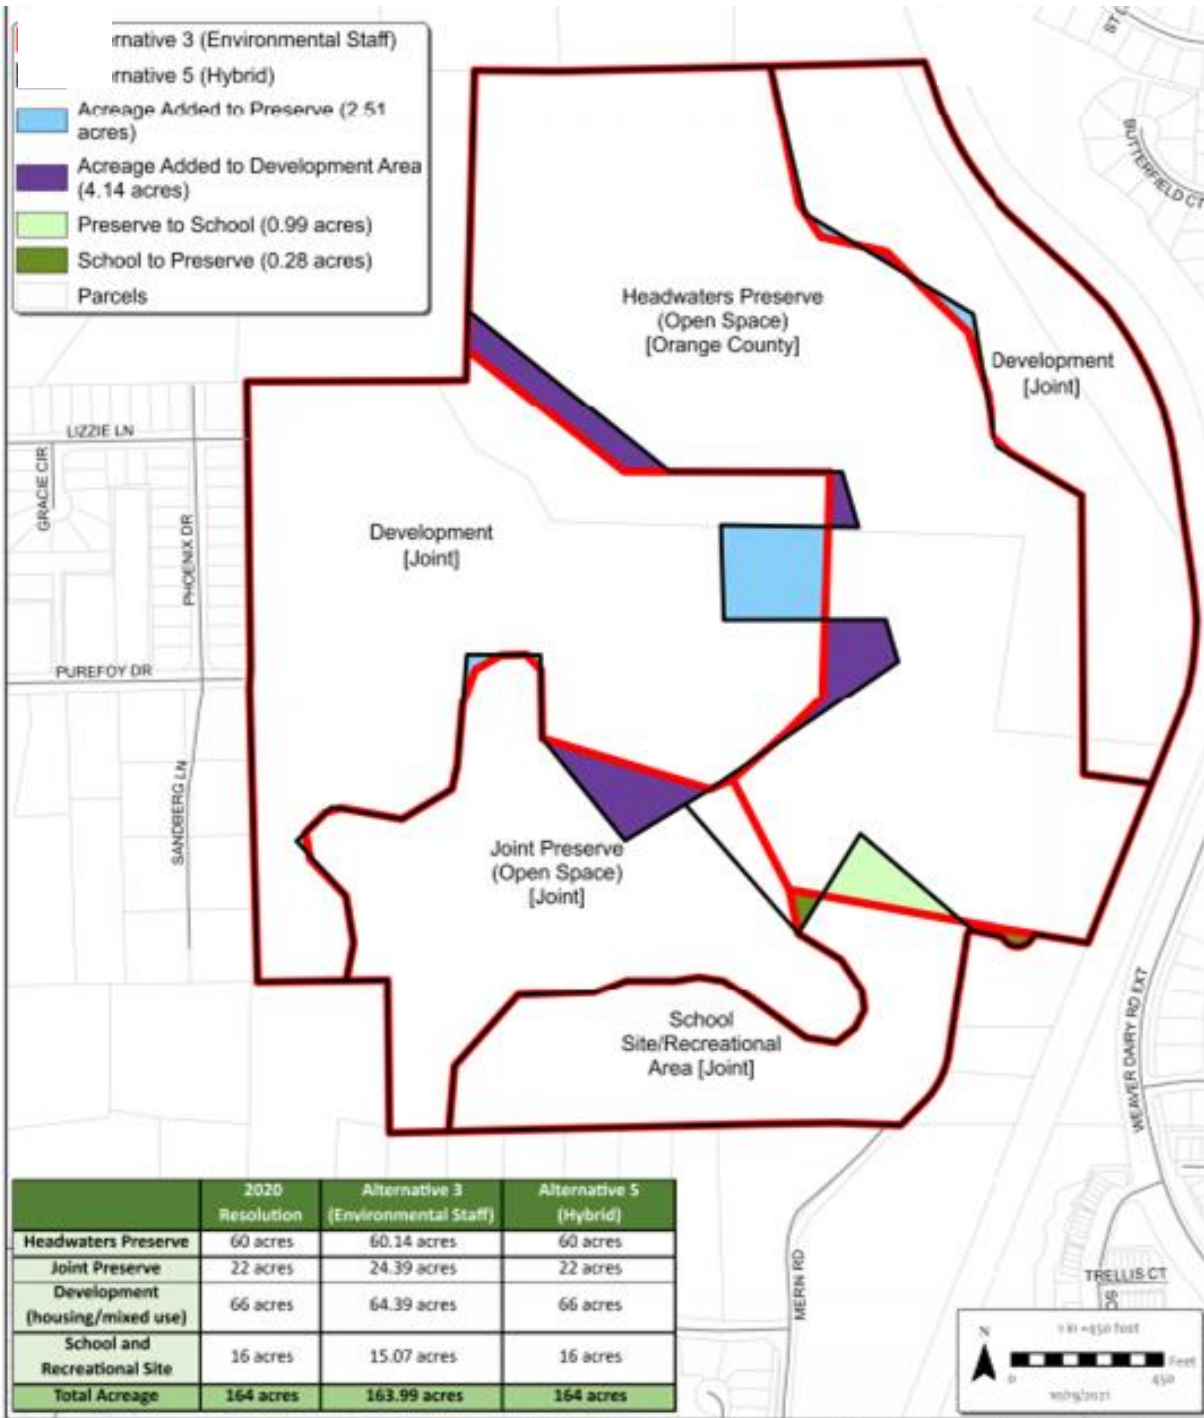 ernative 3 (Environmental Staff)
ernative 5 (Hybrid)
Acreage Added to Preserve (2.51
acres)
Acreage Added to Development Area
(4.14 acres)
Preserve to School (0.99 acres)
School to Preserve (0.28 acres)
Parcels
BUTTERFIELD CT
Headwaters Preserve
(Open Space)
[Orange County]
Development
[Joint]
LIZZIE LN
GRACIE CIR
PHOENIX DR
Development
[Joint]
PUREFOY DR
SANDBERG LN
Joint Preserve
(Open Space)
[Joint]
School
Site/Recreational
Area [Joint]
WEAVER DAIRY RD EXT
MERIN RD
TRELLIS CT
2020 Resolution Alternative 3 (Environmental Staff) Alternative 5 (Hybrid)
Headwaters Preserve 60 acres 60.14 acres 60 acres
Joint Preserve 22 acres 24.39 acres 22 acres
Development (housing/mixed use) 66 acres 64.39 acres 66 acres
School and Recreational Site 16 acres 15.07 acres 16 acres
Total Acreage 164 acres 163.99 acres 164 acres
N
1 in =450 feet
Feet
0 450